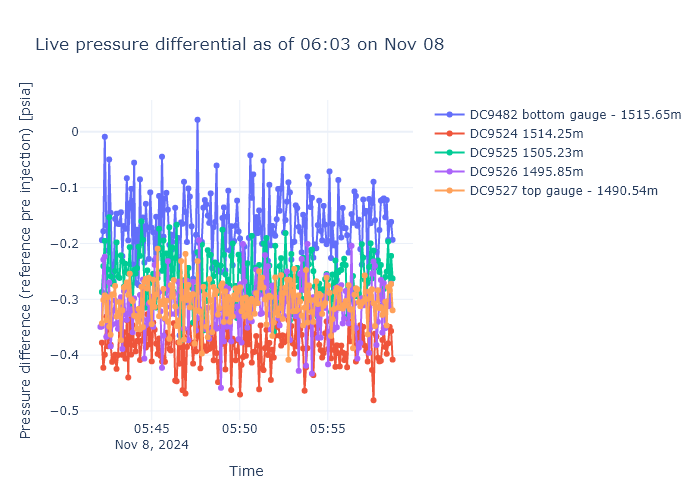 Live pressure differential as of 06:03 on Nov 08
Pressure difference (reference pre injection) [psia]
0
−0.1
−0.2
−0.3
−0.4
−0.5
05:45
Nov 8, 2024
05:50
05:55
Time
DC9482 bottom gauge - 1515.65m
DC9524 1514.25m
DC9525 1505.23m
DC9526 1495.85m
DC9527 top gauge - 1490.54m